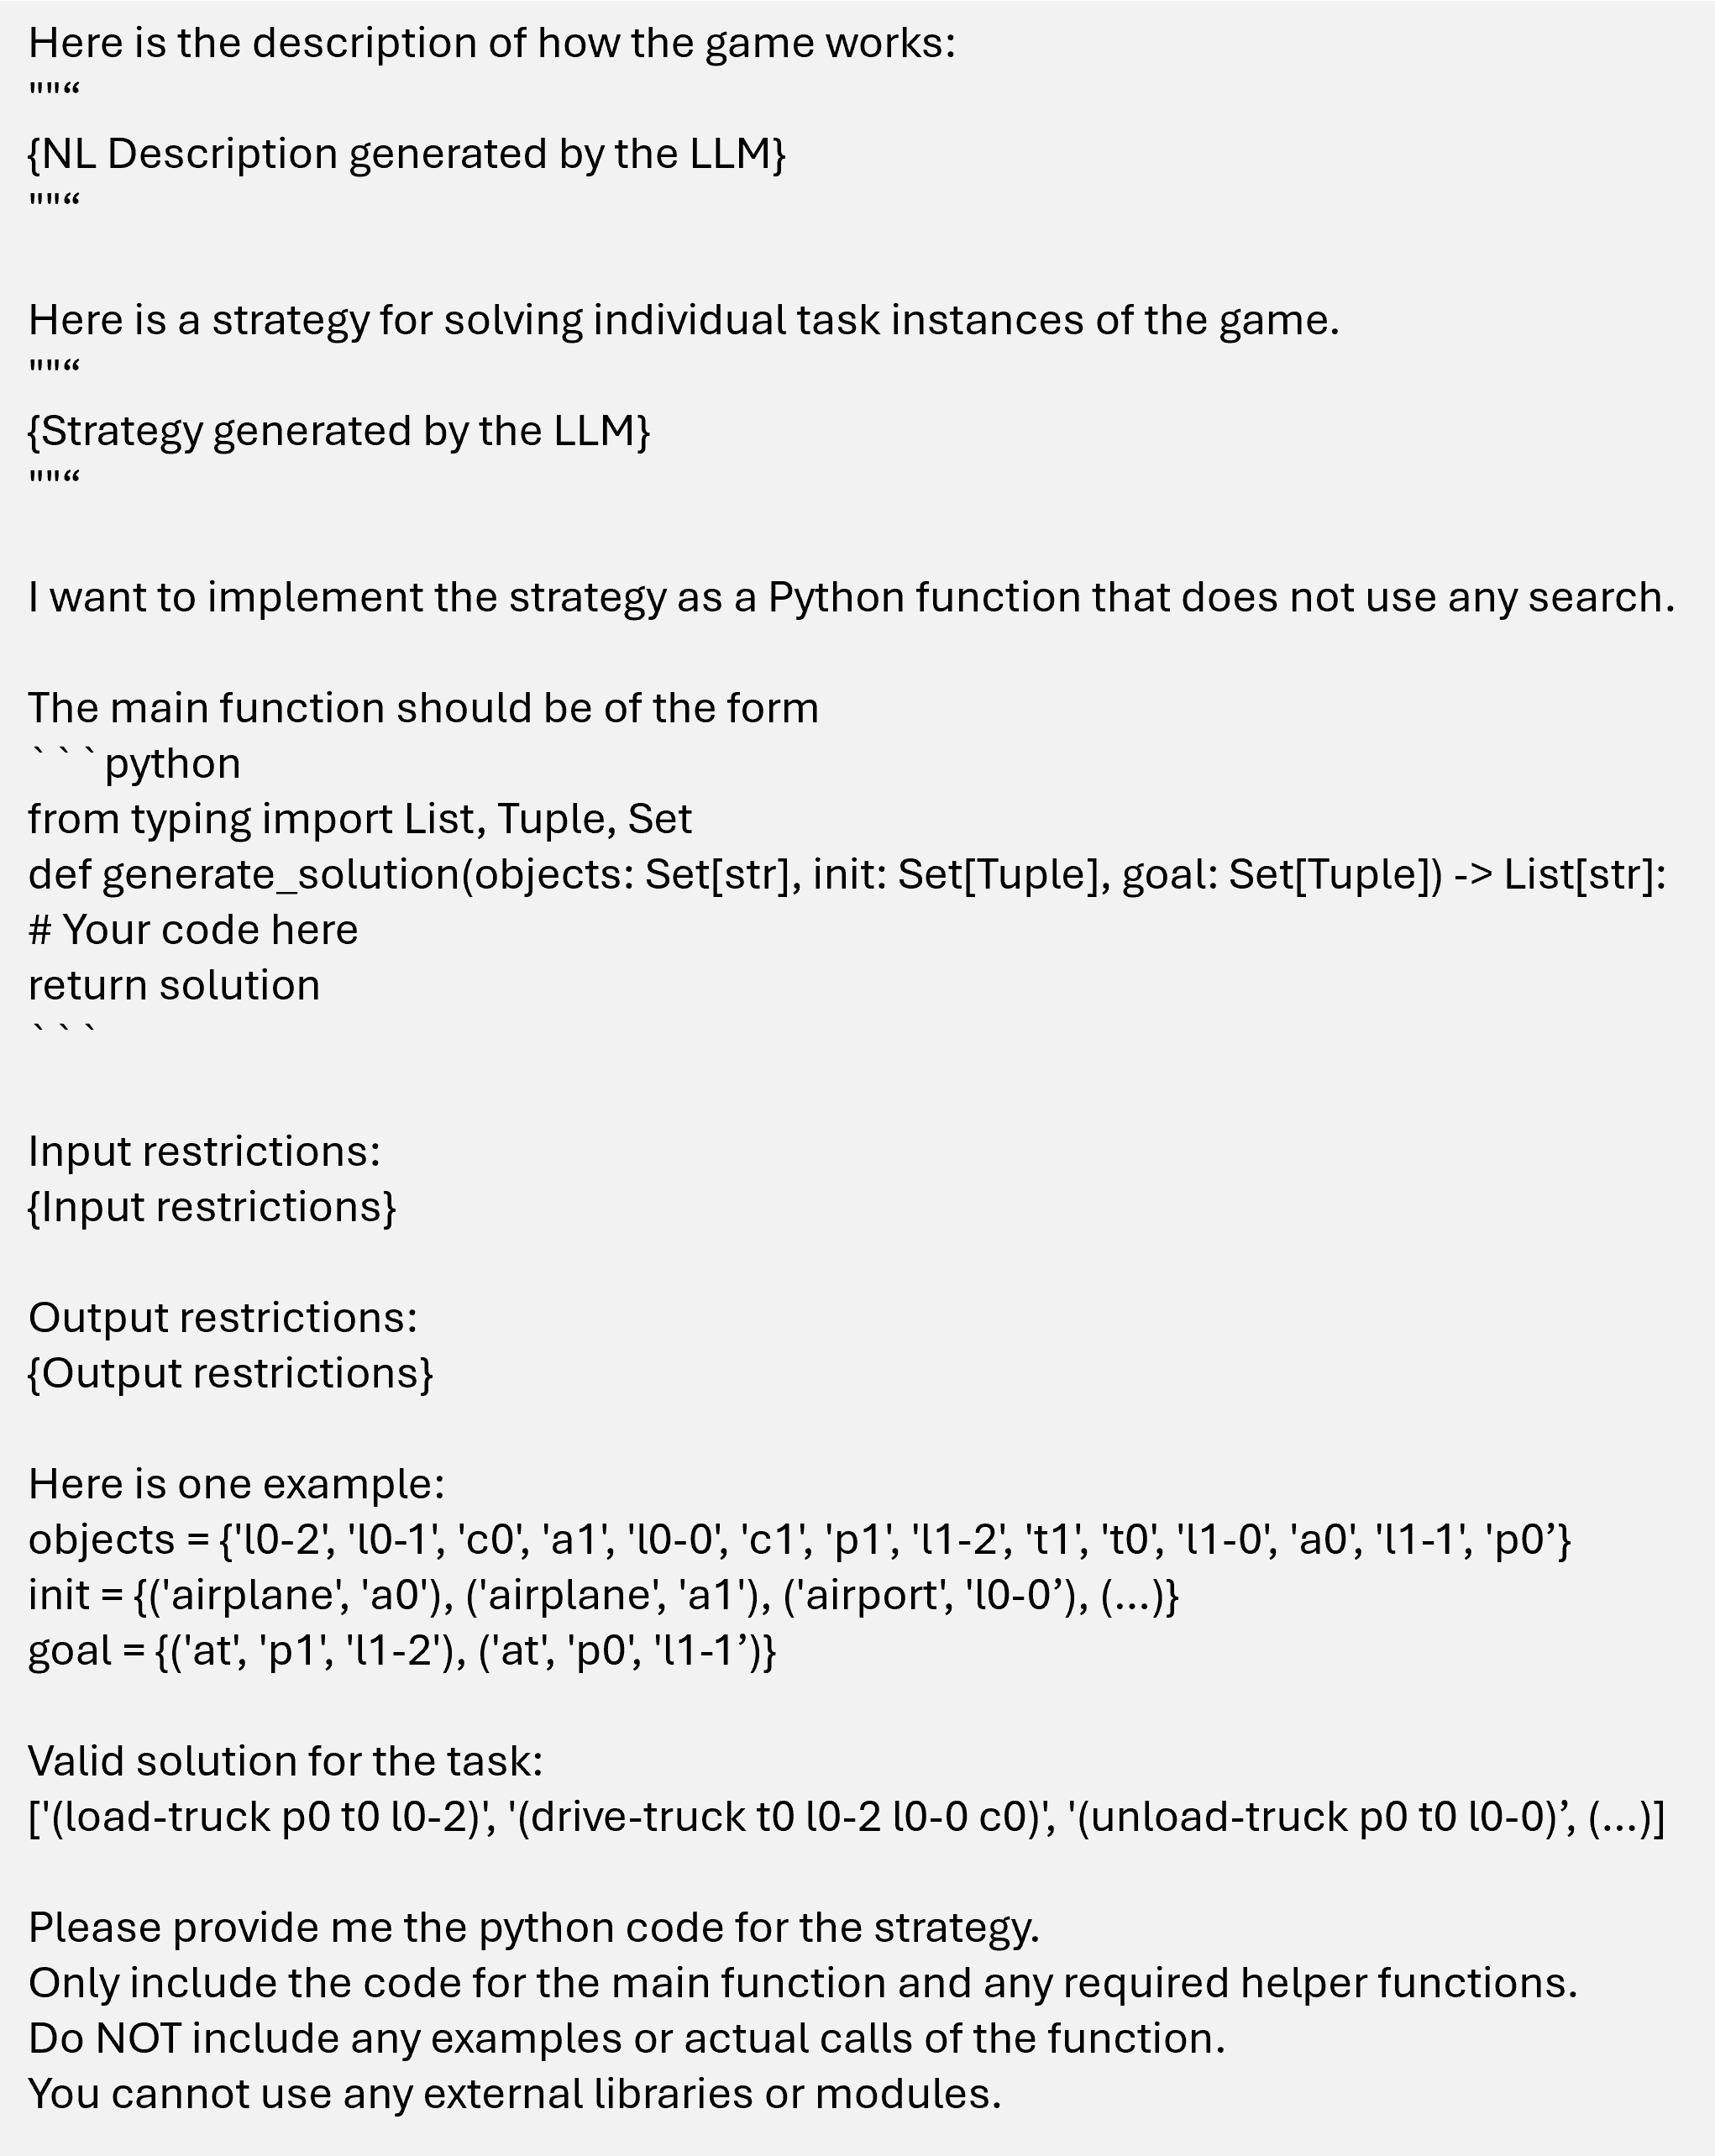 Here is the description of how the game works:
"""“
{NL Description generated by the LLM}
"""“
Here is a strategy for solving individual task instances of the game.
"""“
{Strategy generated by the LLM}
"""“
I want to implement the strategy as a Python function that does not use any search.
The main function should be of the form
```python
from typing import List, Tuple, Set
def generate_solution(objects: Set[str], init: Set[Tuple], goal: Set[Tuple]) -> List[str]:
# Your code here
return solution
```
Input restrictions:
{Input restrictions}
Output restrictions:
{Output restrictions}
Here is one example:
objects = {'l0-2', 'l0-1', 'c0', 'a1', 'l0-0', 'c1', 'p1', 'l1-2', 't1', 't0', 'l1-0', 'a0', 'l1-1', 'p0’}
init = {('airplane', 'a0'), ('airplane', 'a1'), ('airport', 'l0-0’), (...)}
goal = {('at', 'p1', 'l1-2'), ('at', 'p0', 'l1-1’)}
Valid solution for the task:
['(load-truck p0 t0 l0-2)', '(drive-truck t0 l0-2 l0-0 c0)', '(unload-truck p0 t0 l0-0)’, (...)]
Please provide me the python code for the strategy.
Only include the code for the main function and any required helper functions.
Do NOT include any examples or actual calls of the function.
You cannot use any external libraries or modules.